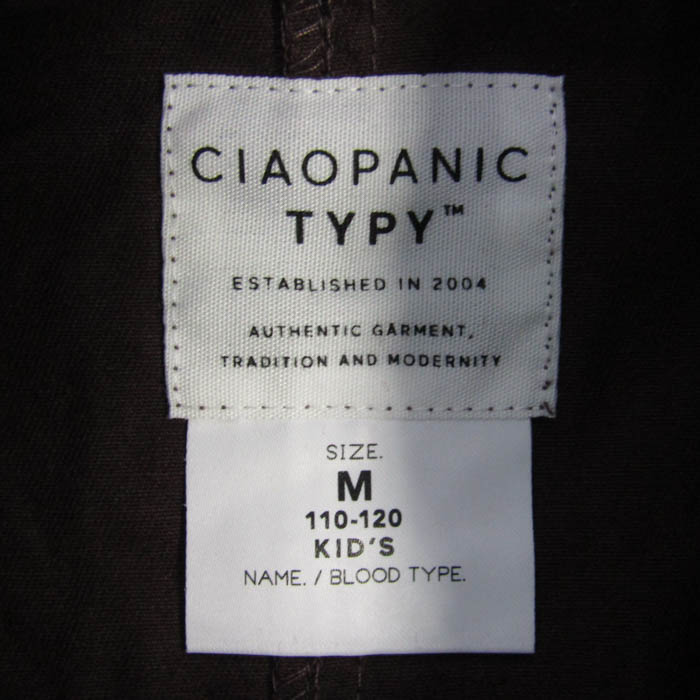 CIAOPANIC
TYPY™
ESTABLISHED IN 2004
AUTHENTIC GARMENT,
TRADITION AND MODERNITY
SIZE.
M
110-120
KID'S
NAME. / BLOOD TYPE.